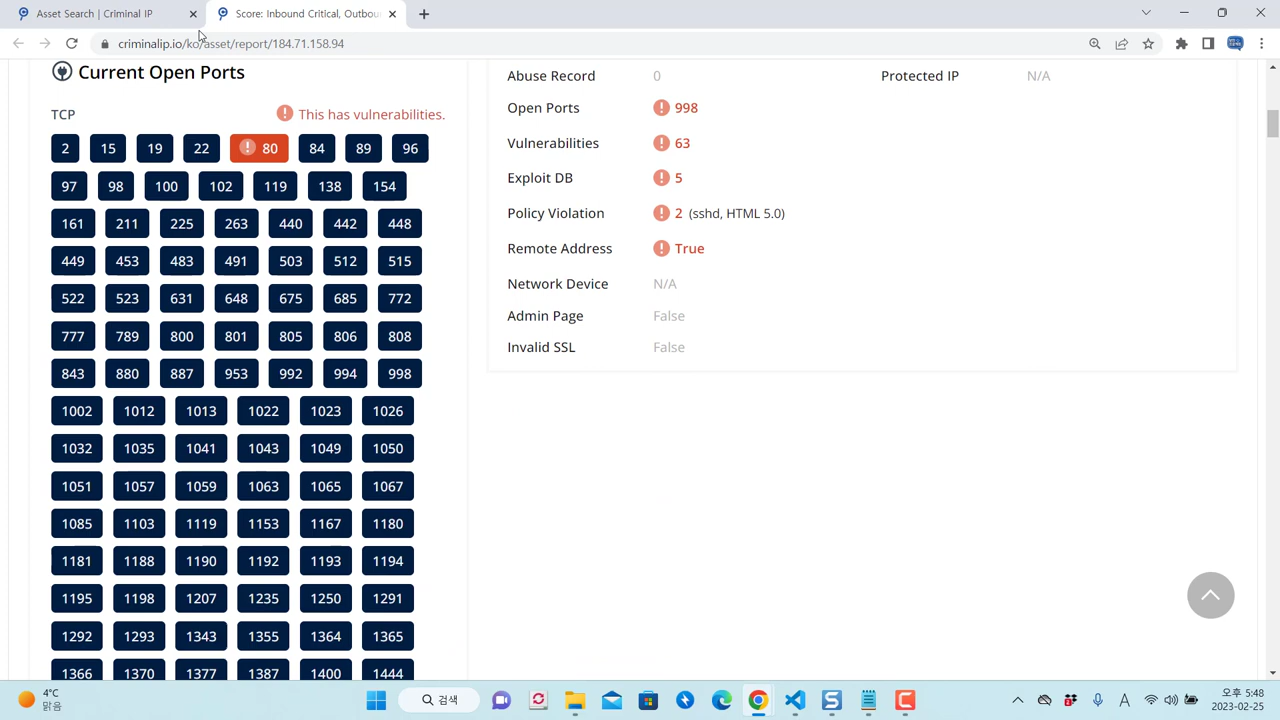 Asset Search | Criminal IP
Score: Inbound Critical, Outbou
criminalip.io/ko/asset/report/184.71.158.94
Current Open Ports
TCP
This has vulnerabilities.
2 15 19 22 80 84 89 96
97 98 100 102 119 138 154
161 211 225 263 440 442 448
449 453 483 491 503 512 515
522 523 631 648 675 685 772
777 789 800 801 805 806 808
843 880 887 953 992 994 998
1002 1012 1013 1022 1023 1026
1032 1035 1041 1043 1049 1050
1051 1057 1059 1063 1065 1067
1085 1103 1119 1153 1167 1180
1181 1188 1190 1192 1193 1194
1195 1198 1207 1235 1250 1291
1292 1293 1343 1355 1364 1365
1366 1370 1377 1387 1400 1444
Abuse Record 0 Protected IP N/A
Open Ports 998
Vulnerabilities 63
Exploit DB 5
Policy Violation 2 (sshd, HTML 5.0)
Remote Address True
Network Device N/A
Admin Page False
Invalid SSL False
4°C
맑음
검색
A
오후 5:48
2023-02-25